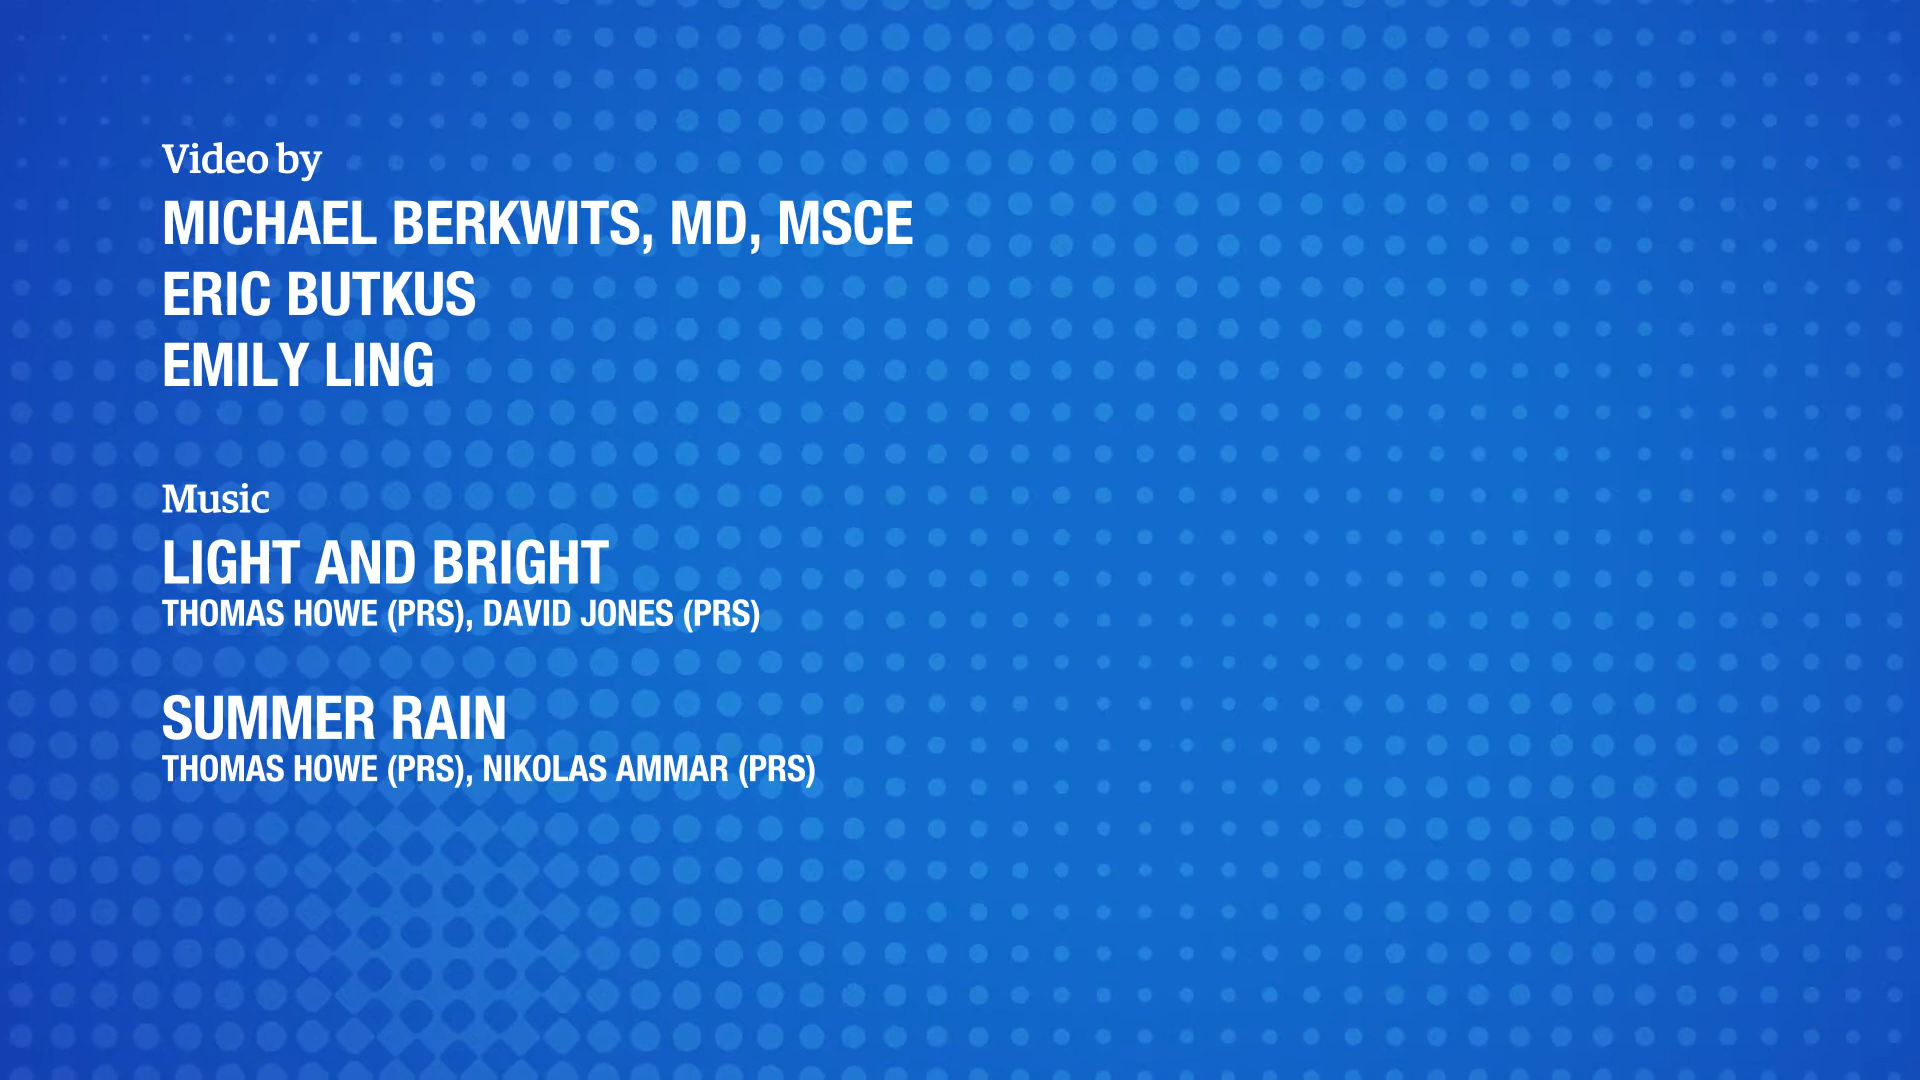 Video by
MICHAEL BERKWITS, MD, MSCE
ERIC BUTKUS
EMILY LING
Music
LIGHT AND BRIGHT
THOMAS HOWE (PRS), DAVID JONES (PRS)
SUMMER RAIN
THOMAS HOWE (PRS), NIKOLAS AMMAR (PRS)